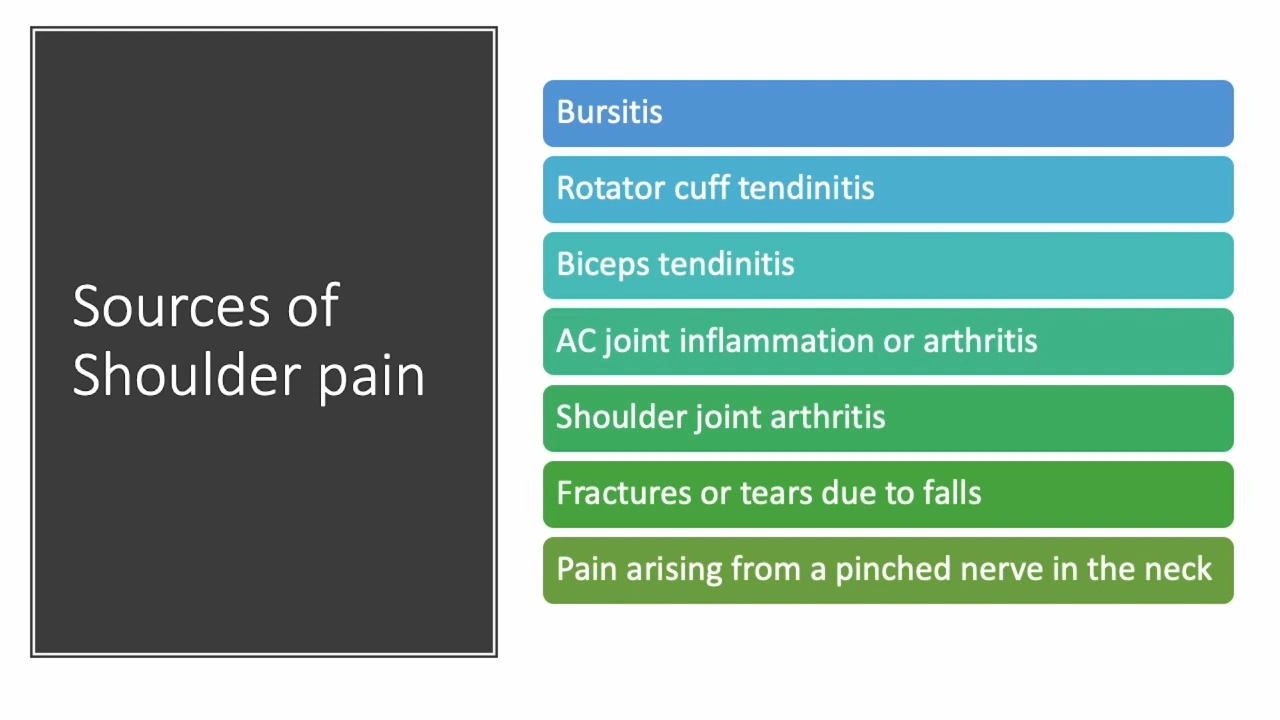 Sources of
Shoulder pain
Bursitis
Rotator cuff tendinitis
Biceps tendinitis
AC joint inflammation or arthritis
Shoulder joint arthritis
Fractures or tears due to falls
Pain arising from a pinched nerve in the neck